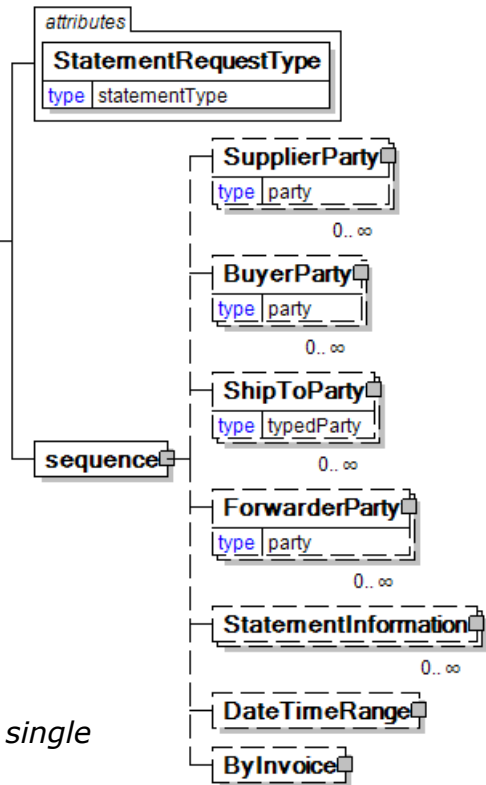 attributes
StatementRequestType
type statementType
SupplierParty
type party
0.. ∞
BuyerParty
type party
0.. ∞
ShipToParty
type typedParty
0.. ∞
sequence
ForwarderParty
type party
0.. ∞
StatementInformation
0.. ∞
DateTimeRange
single
ByInvoice